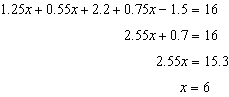 1.25x + 0.55x + 2.2 + 0.75x − 1.5 = 16
2.55x + 0.7 = 16
2.55x = 15.3
x = 6